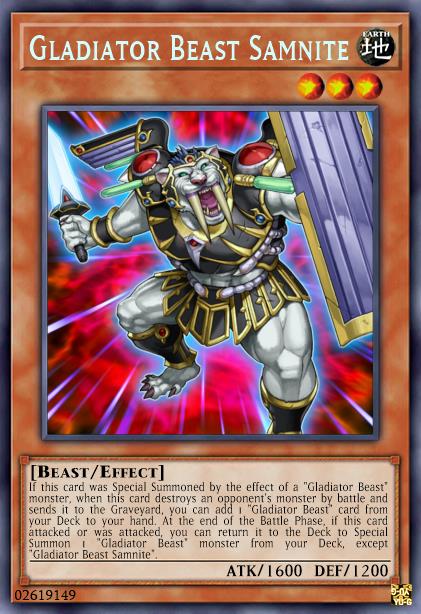 GLADIATOR BEAST SAMNITE
EARTH
地
[BEAST/EFFECT]
If this card was Special Summoned by the effect of a "Gladiator Beast"
monster, when this card destroys an opponent's monster by battle and
sends it to the Graveyard, you can add 1 "Gladiator Beast" card from
your Deck to your hand. At the end of the Battle Phase, if this card
attacked or was attacked, you can return it to the Deck to Special
Summon 1 "Gladiator Beast" monster from your Deck, except
"Gladiator Beast Samnite".
ATK/1600 DEF/1200
02619149